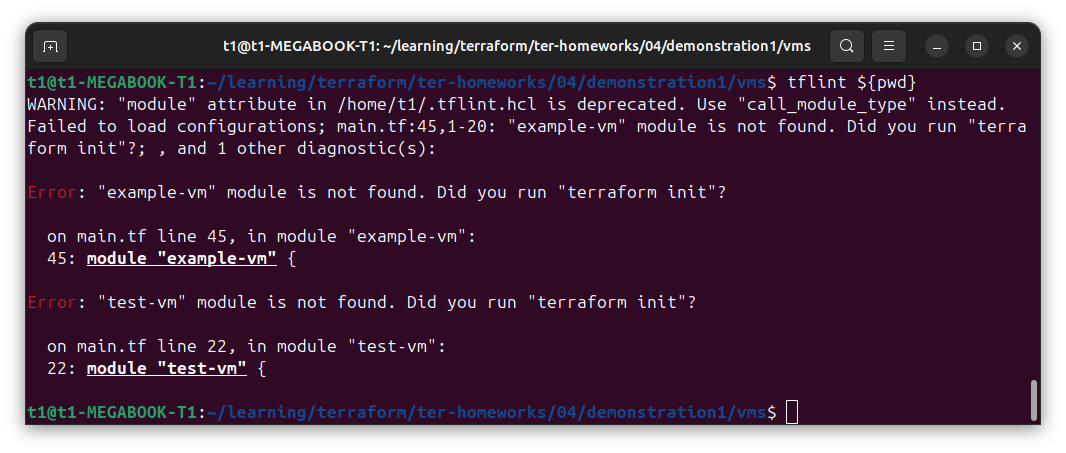 t1@t1-MEGABOOK-T1: ~/learning/terraform/ter-homeworks/04/demonstration1/vms
t1@t1-MEGABOOK-T1:~/learning/terraform/ter-homeworks/04/demonstration1/vms$ tflint ${pwd}
WARNING: "module" attribute in /home/t1/.tflint.hcl is deprecated. Use "call_module_type" instead.
Failed to load configurations; main.tf:45,1-20: "example-vm" module is not found. Did you run "terra
form init"?; , and 1 other diagnostic(s):
Error: "example-vm" module is not found. Did you run "terraform init"?
on main.tf line 45, in module "example-vm":
45: module "example-vm" {
Error: "test-vm" module is not found. Did you run "terraform init"?
on main.tf line 22, in module "test-vm":
22: module "test-vm" {
t1@t1-MEGABOOK-T1:~/learning/terraform/ter-homeworks/04/demonstration1/vms$